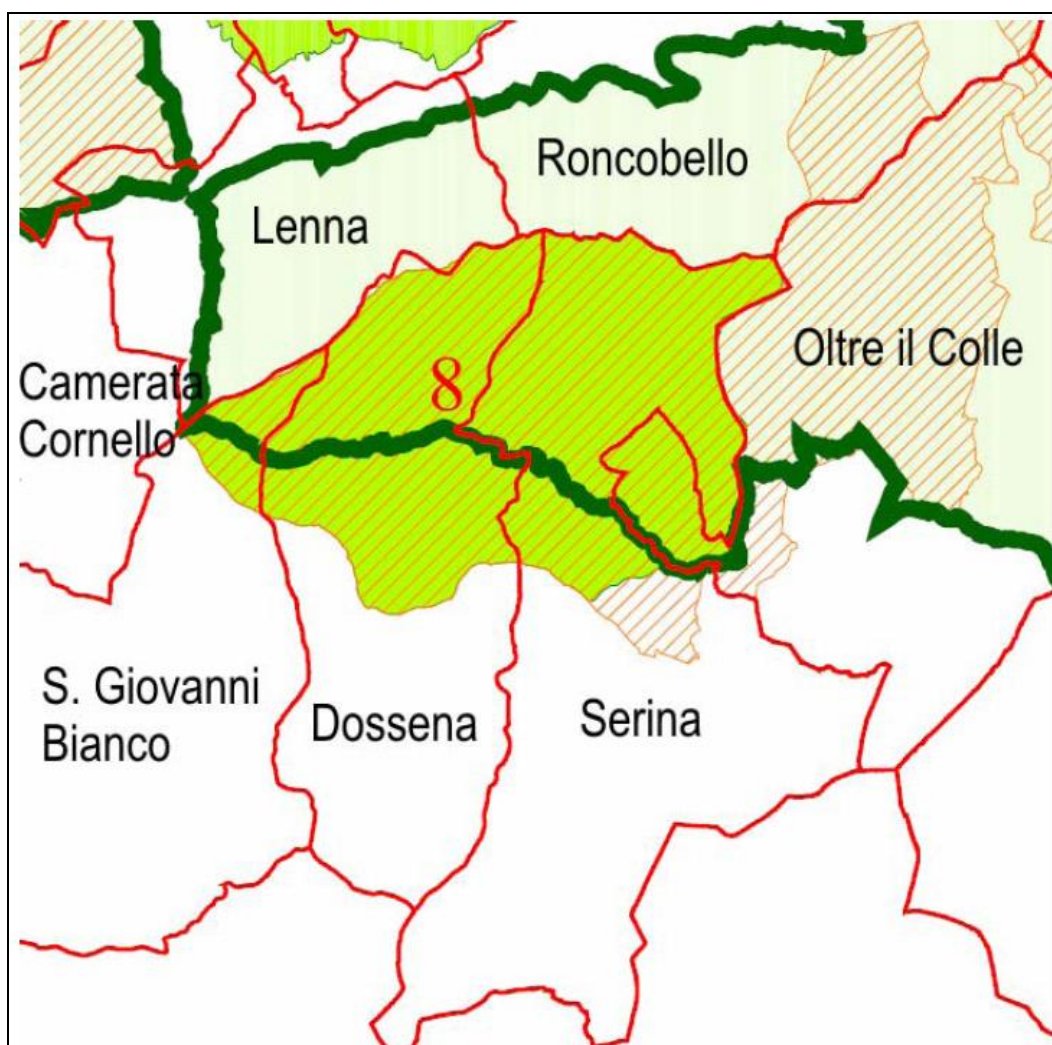 Roncobello
Lenna
Oltre il Colle
8
Camerata
Cornello
S. Giovanni
Bianco
Dossena
Serina